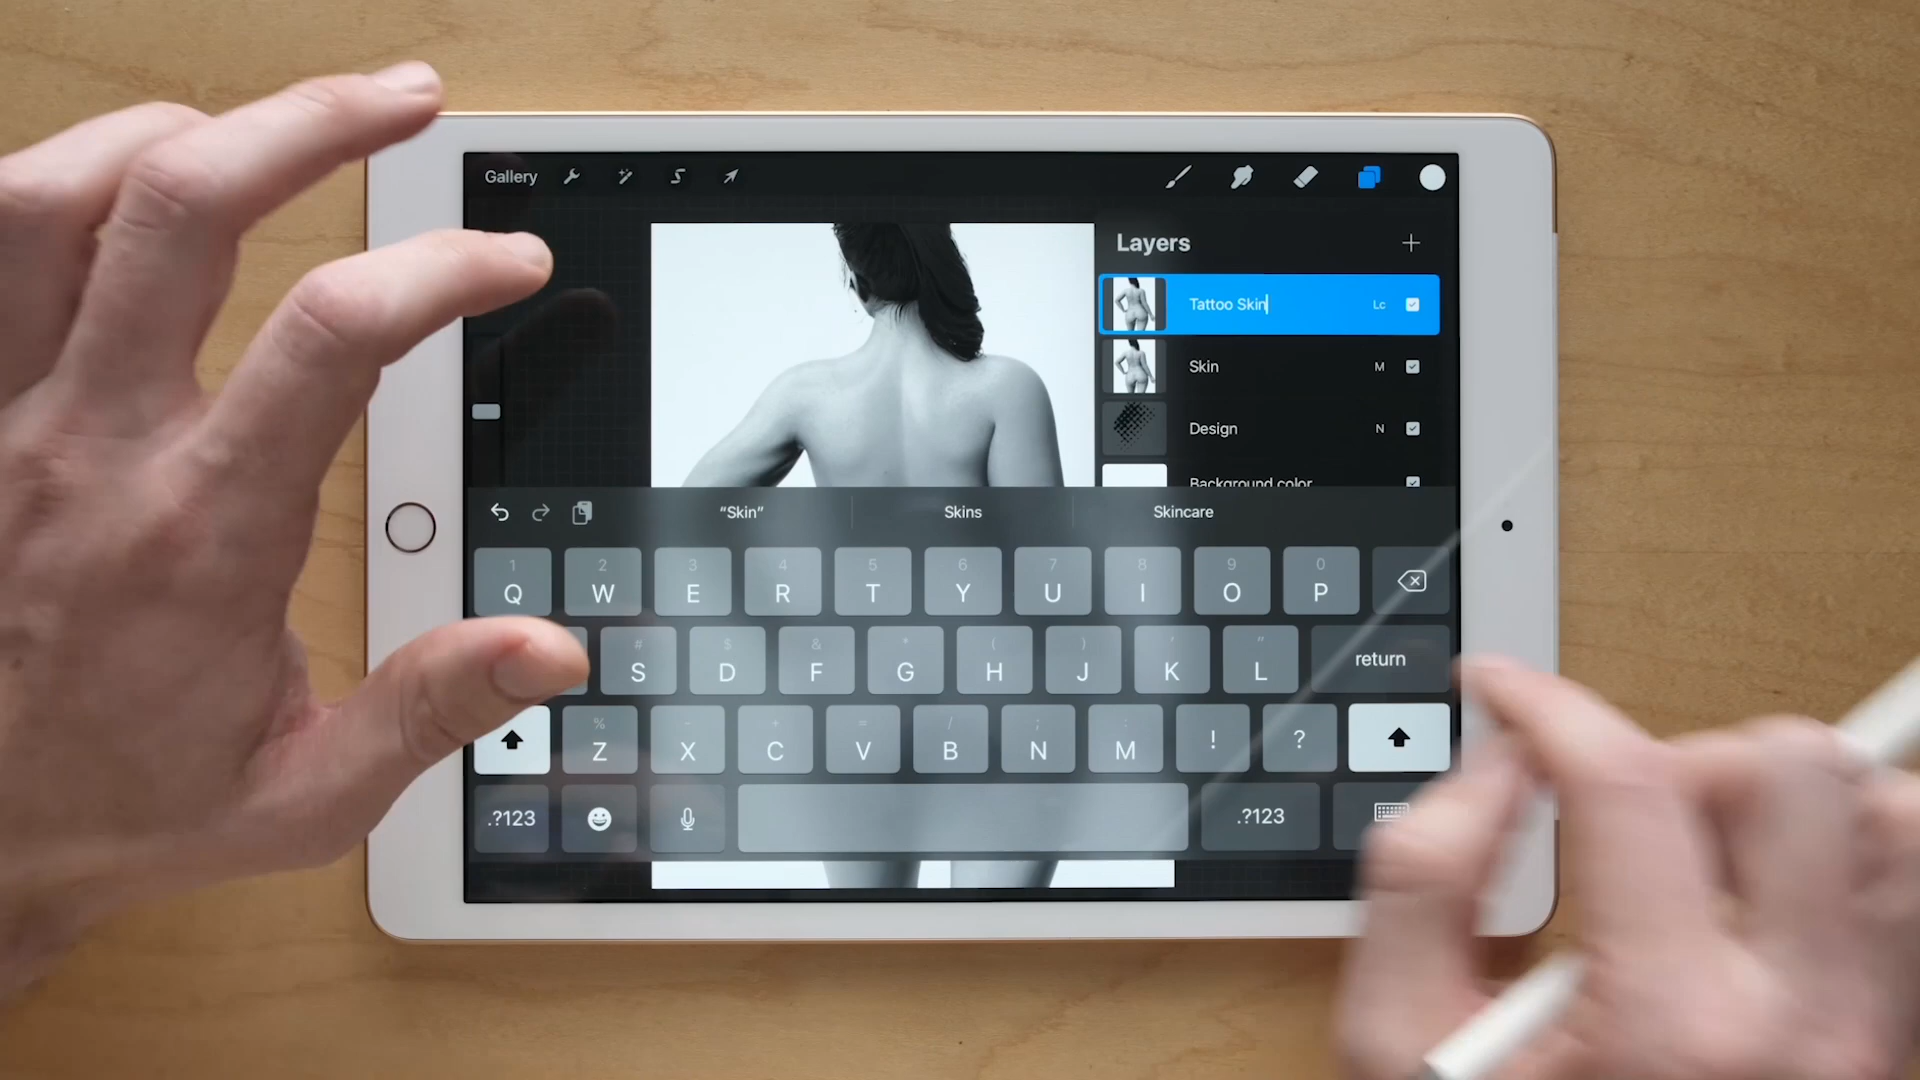 Gallery
Layers
Tattoo Skin Lc
Skin M
Design N
Background color
“Skin” Skins Skincare
1 2 3 4 5 6 7 8 9 0
Q W E R T Y U I O P
# $ & * ( ) ' "
S D F G H J K L return
% - + = / ; :
Z X C V B N M ! ?
.?123 .?123